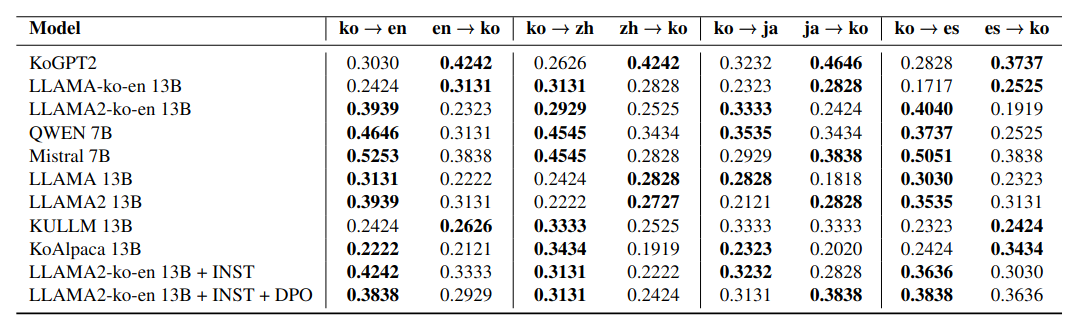 Model ko → en en → ko ko → zh zh → ko ko → ja ja → ko ko → es es → ko
KoGPT2 0.3030 0.4242 0.2626 0.4242 0.3232 0.4646 0.2828 0.3737
LLAMA-ko-en 13B 0.2424 0.3131 0.3131 0.2828 0.2323 0.2828 0.1717 0.2525
LLAMA2-ko-en 13B 0.3939 0.2323 0.2929 0.2525 0.3333 0.2424 0.4040 0.1919
QWEN 7B 0.4646 0.3131 0.4545 0.3434 0.3535 0.3434 0.3737 0.2525
Mistral 7B 0.5253 0.3838 0.4545 0.2828 0.2929 0.3838 0.5051 0.3838
LLAMA 13B 0.3131 0.2222 0.2424 0.2828 0.2828 0.1818 0.3030 0.2323
LLAMA2 13B 0.3939 0.3131 0.2222 0.2727 0.2121 0.2828 0.3535 0.3131
KULLM 13B 0.2424 0.2626 0.3333 0.2525 0.3333 0.3333 0.2323 0.2424
KoAlpaca 13B 0.2222 0.2121 0.3434 0.1919 0.2323 0.2020 0.2424 0.3434
LLAMA2-ko-en 13B + INST 0.4242 0.3333 0.3131 0.2222 0.3232 0.2828 0.3636 0.3030
LLAMA2-ko-en 13B + INST + DPO 0.3838 0.2929 0.3131 0.2424 0.3131 0.3838 0.3838 0.3636